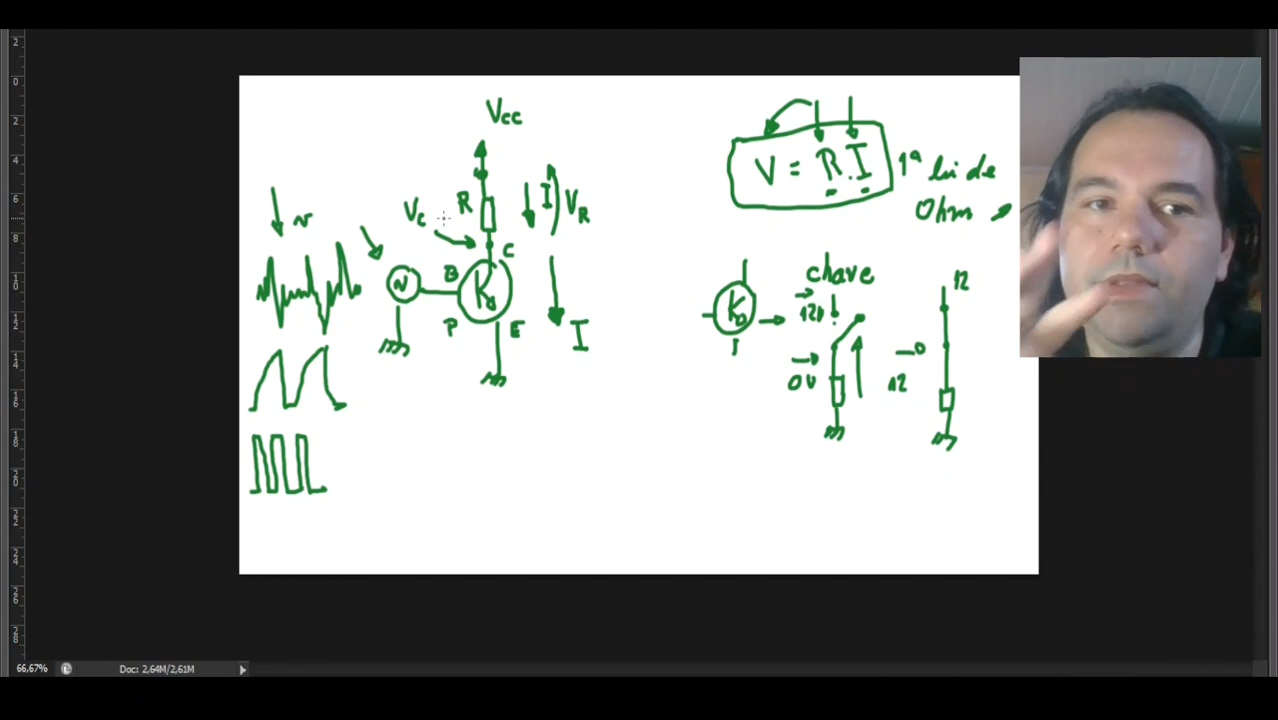 Vcc
R
I
VR
Vc
C
B
P
E
I
V = R.I
1ª lei de
Ohm
chave
12V
0V
12
0
12
66,67%
Doc: 2,64M/2,61M